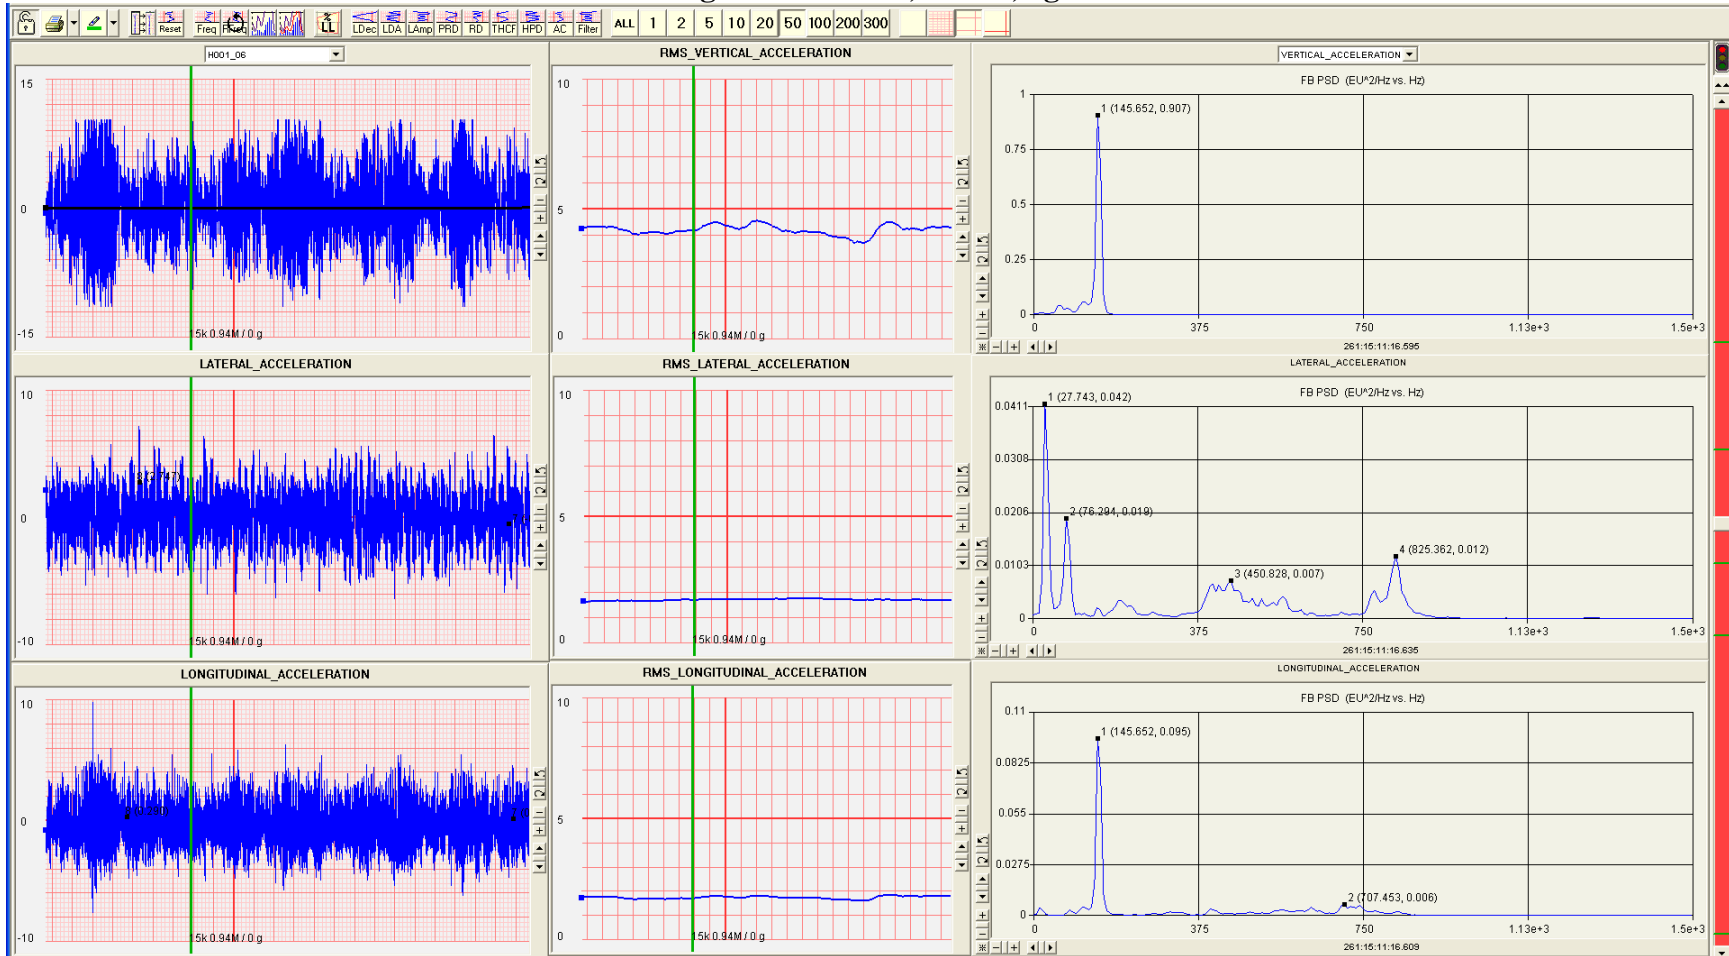 Reset Freq LL LDec LDA LAmp PRD RD THCF HPD AC Filter ALL 1 2 5 10 20 50 100 200 300
H001_06
15
0
-15
15k 0.94M / 0 g
RMS_VERTICAL_ACCELERATION
10
5
0
15k 0.94M / 0 g
VERTICAL_ACCELERATION
FB PSD (EU^2/Hz vs. Hz)
1
0.75
0.5
0.25
0
1 (145.652, 0.907)
0 375 750 1.13e+3 1.5e+3
261:15:11:16.595
LATERAL_ACCELERATION
10
0
-10
15k 0.94M / 0 g
RMS_LATERAL_ACCELERATION
10
5
0
15k 0.94M / 0 g
LATERAL_ACCELERATION
FB PSD (EU^2/Hz vs. Hz)
0.0411
0.0308
0.0206
0.0103
0
1 (27.743, 0.042)
2 (76.294, 0.019)
3 (450.828, 0.007)
4 (825.362, 0.012)
0 375 750 1.13e+3 1.5e+3
261:15:11:16.635
LONGITUDINAL_ACCELERATION
10
0
-10
15k 0.94M / 0 g
RMS_LONGITUDINAL_ACCELERATION
10
5
0
15k 0.94M / 0 g
LONGITUDINAL_ACCELERATION
FB PSD (EU^2/Hz vs. Hz)
0.11
0.0825
0.055
0.0275
0
1 (145.652, 0.095)
2 (707.453, 0.006)
0 375 750 1.13e+3 1.5e+3
261:15:11:16.609